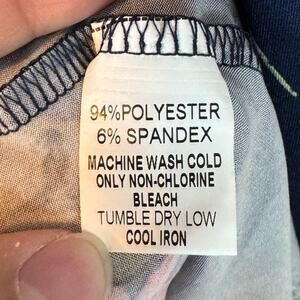 94%POLYESTER
6% SPANDEX
MACHINE WASH COLD
ONLY NON-CHLORINE
BLEACH
TUMBLE DRY LOW
COOL IRON